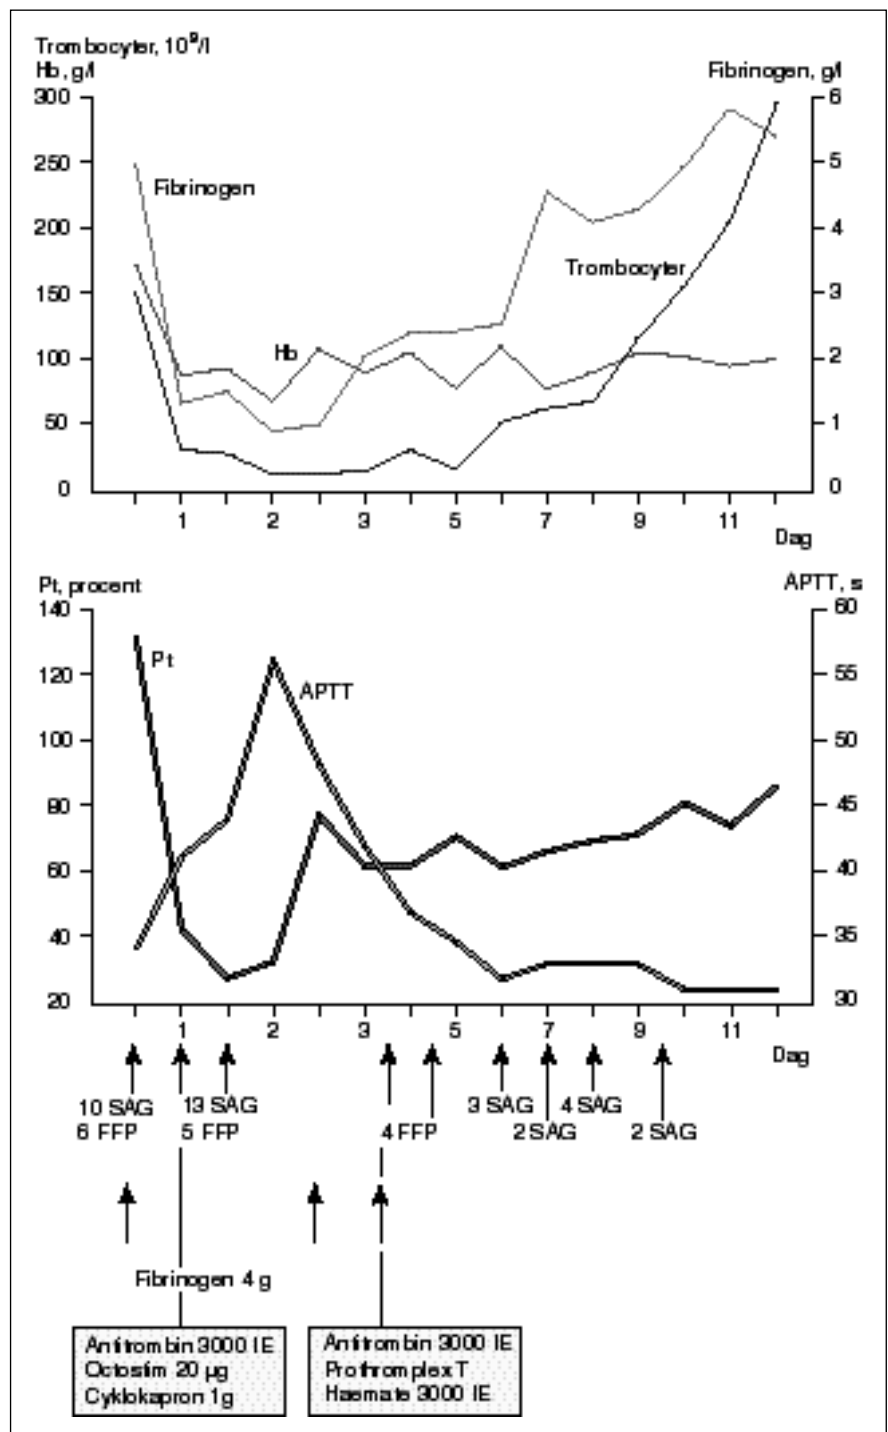 Trombocyter, 10⁹/l
Hb, g/l
Fibrinogen, g/l
300
6
250
5
Fibrinogen
200
4
Trombocyter
150
3
Hb
100
2
50
1
0
0
1 2 3 5 7 9 11
Dag
Pt, procent
APTT, s
140
60
Pt
120
55
APTT
100
50
80
45
60
40
40
35
20
30
1 2 3 5 7 9 11
Dag
10 SAG
6 FFP
13 SAG
5 FFP
4 FFP
3 SAG
2 SAG
4 SAG
2 SAG
Fibrinogen 4 g
Antitrombin 3000 IE
Octostim 20 µg
Cyklokapron 1g
Antitrombin 3000 IE
Prothromplex T
Haemate 3000 IE